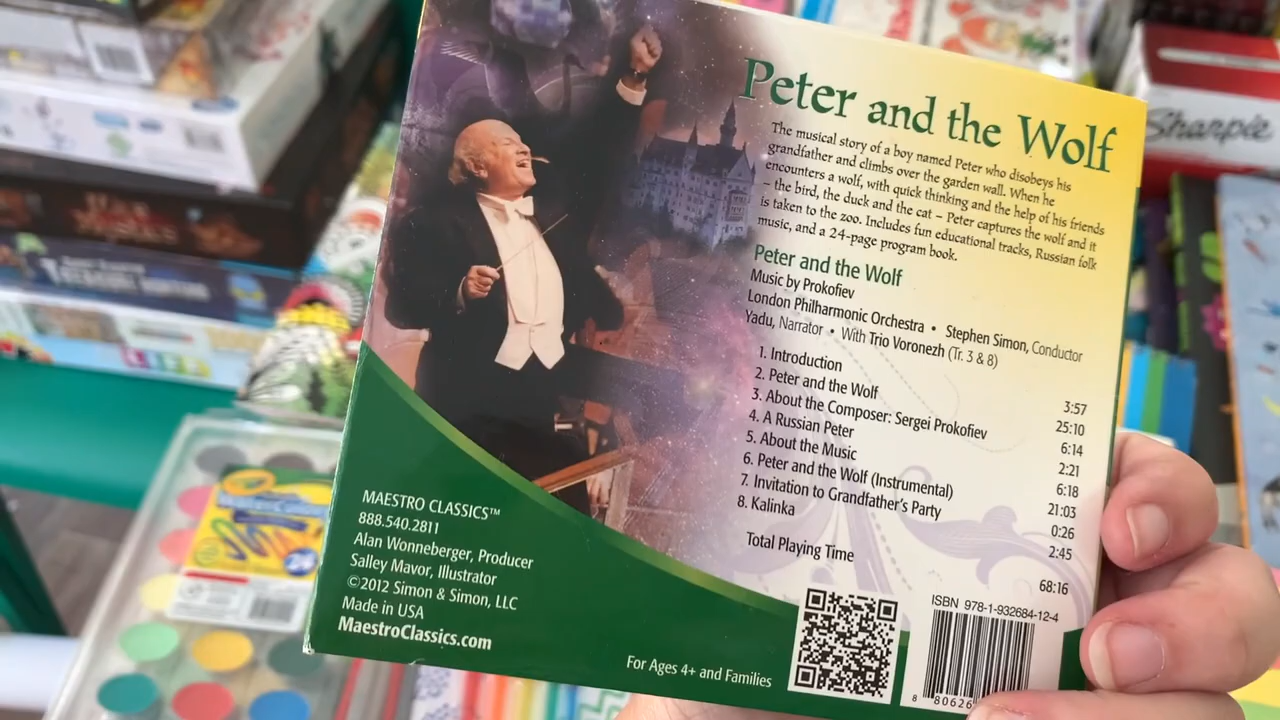 Peter and the Wolf
The musical story of a boy named Peter who disobeys his
grandfather and climbs over the garden wall. When he
encounters a wolf, with quick thinking and the help of his friends
– the bird, the duck and the cat – Peter captures the wolf and it
is taken to the zoo. Includes fun educational tracks, Russian folk
music, and a 24-page program book.
Peter and the Wolf
Music by Prokofiev
London Philharmonic Orchestra • Stephen Simon, Conductor
Yadu, Narrator • With Trio Voronezh (Tr. 3 & 8)
1. Introduction 3:57
2. Peter and the Wolf 25:10
3. About the Composer: Sergei Prokofiev 6:14
4. A Russian Peter 2:21
5. About the Music 6:18
6. Peter and the Wolf (Instrumental) 21:03
7. Invitation to Grandfather's Party 0:26
8. Kalinka 2:45
Total Playing Time 68:16
MAESTRO CLASSICS™
888.540.2811
Alan Wonneberger, Producer
Salley Mavor, Illustrator
©2012 Simon & Simon, LLC
Made in USA
MaestroClassics.com
For Ages 4+ and Families
ISBN 978-1-932684-12-4
8 80626
Sharpie